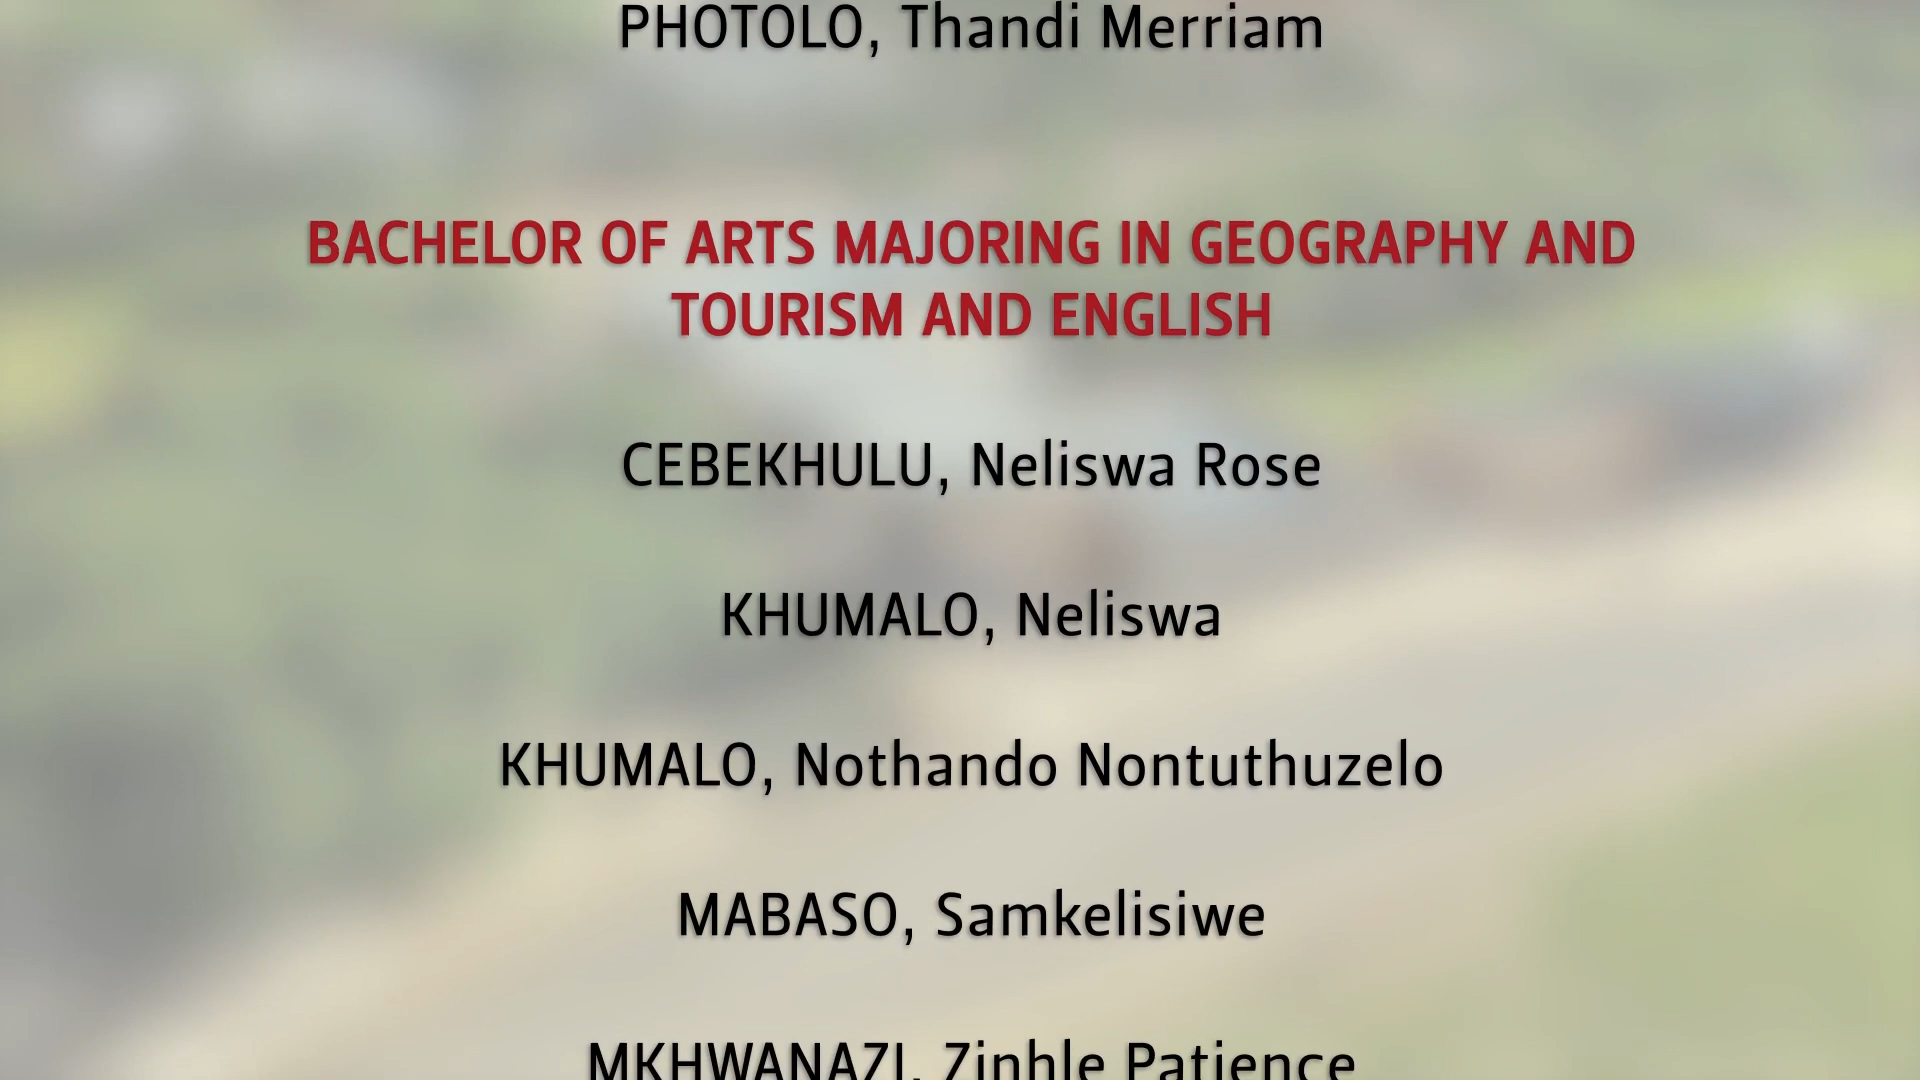 PHOTOLO, Thandi Merriam
BACHELOR OF ARTS MAJORING IN GEOGRAPHY AND
TOURISM AND ENGLISH
CEBEKHULU, Neliswa Rose
KHUMALO, Neliswa
KHUMALO, Nothando Nontuthuzelo
MABASO, Samkelisiwe
MKHWANAZI, Zinhle Patience